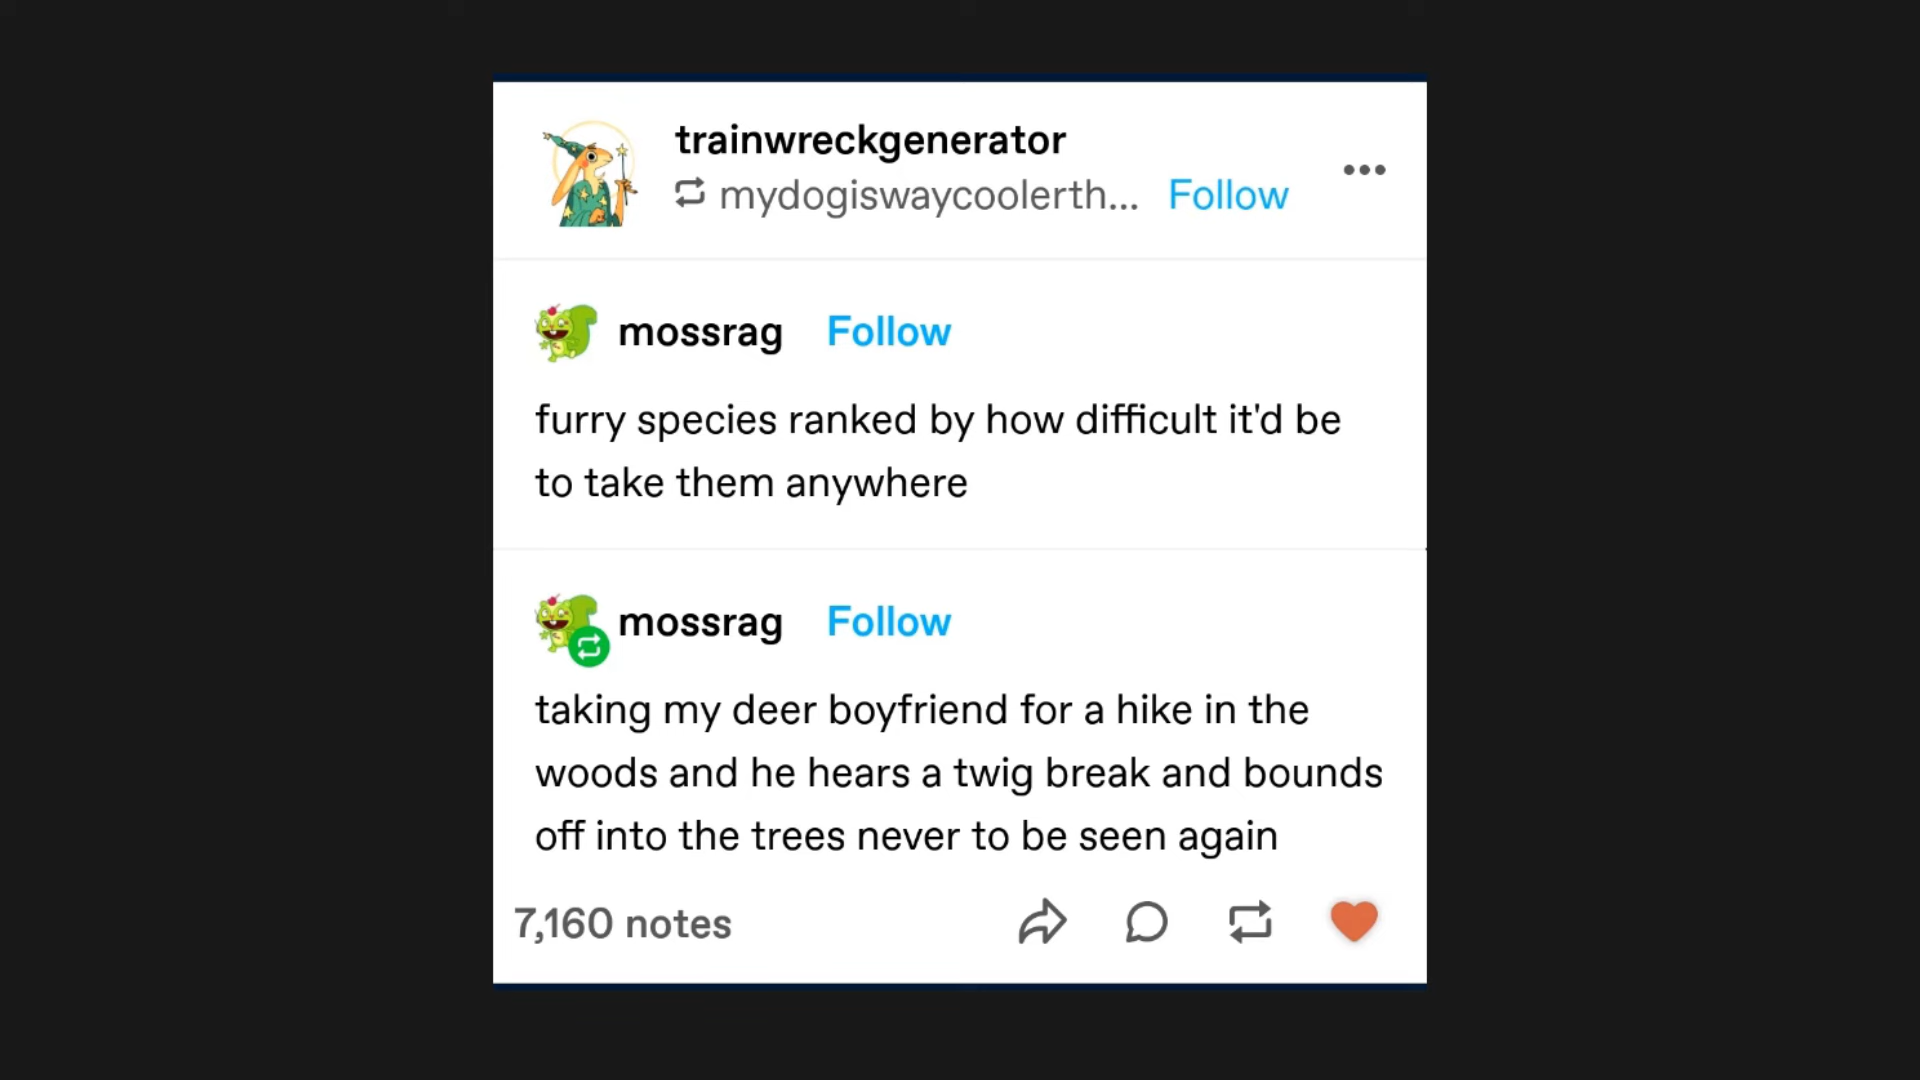 trainwreckgenerator
mydogiswaycoolerth... Follow
mossrag Follow
furry species ranked by how difficult it'd be
to take them anywhere
mossrag Follow
taking my deer boyfriend for a hike in the
woods and he hears a twig break and bounds
off into the trees never to be seen again
7,160 notes